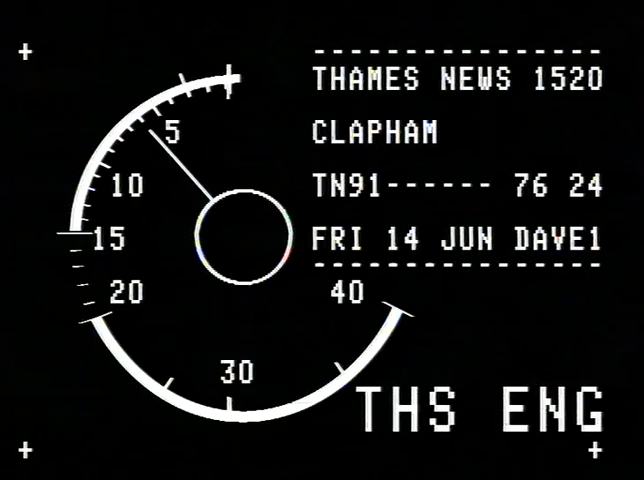 THAMES NEWS 1520
CLAPHAM
TN91------ 76 24
FRI 14 JUN DAVE1
5
10
15
20
30
40
THS ENG